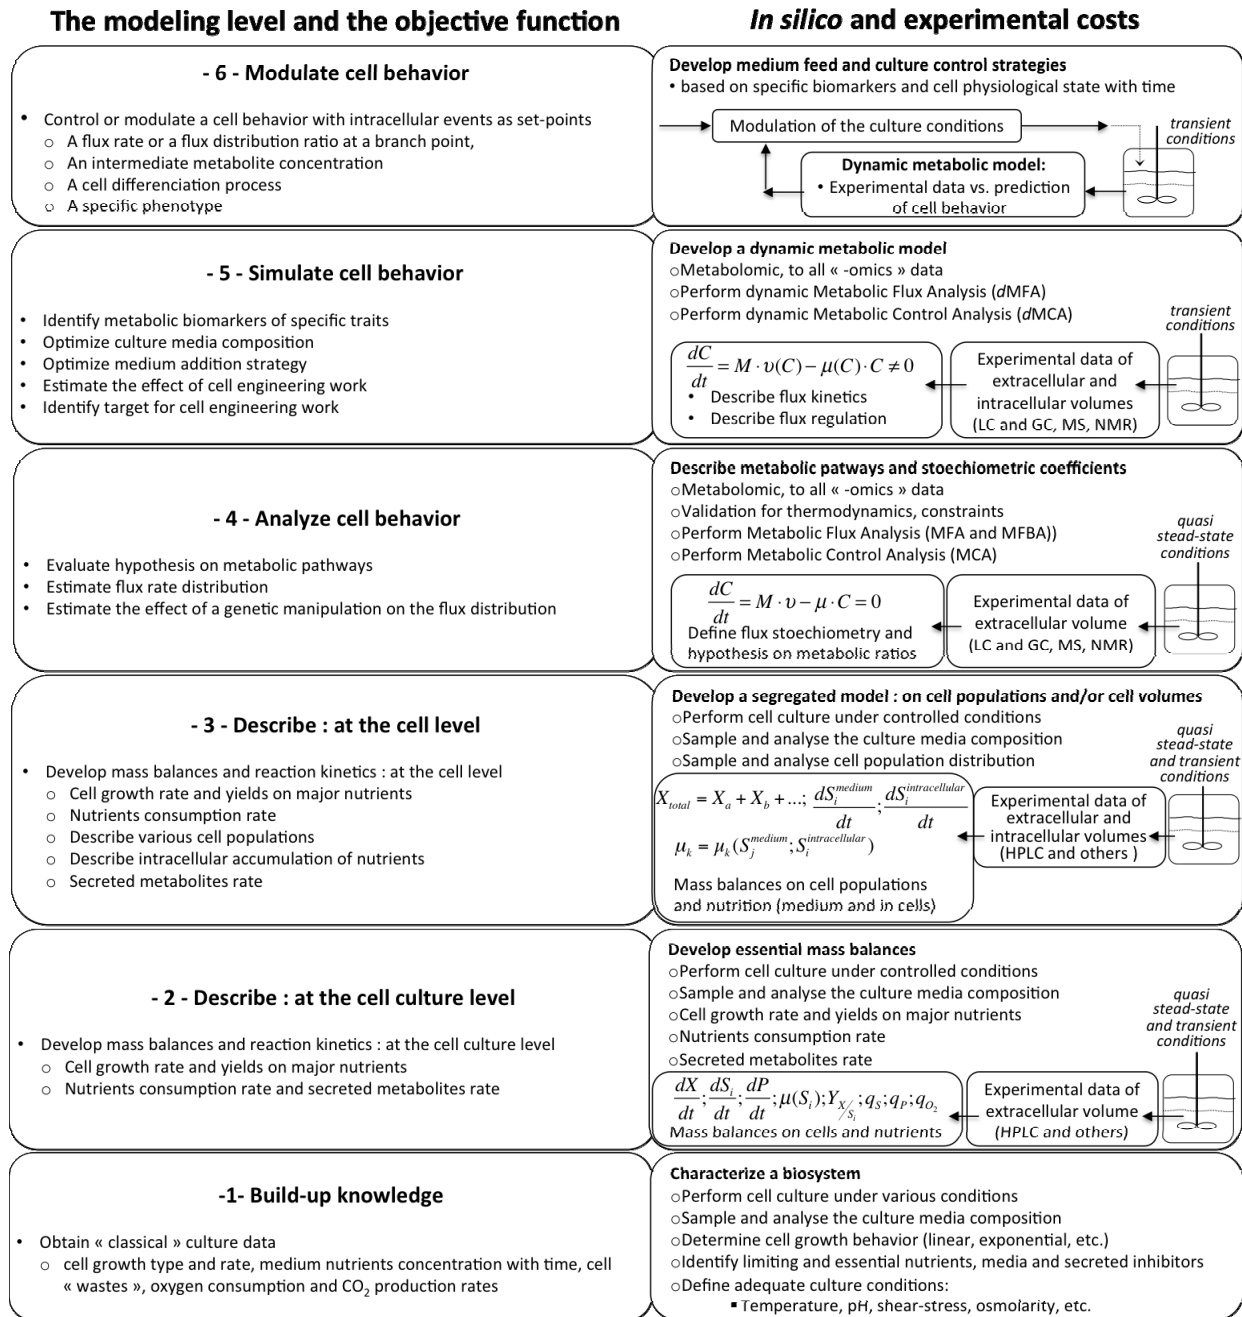 The modeling level and the objective function
In silico and experimental costs
- 6 - Modulate cell behavior
• Control or modulate a cell behavior with intracellular events as set-points
o A flux rate or a flux distribution ratio at a branch point,
o An intermediate metabolite concentration
o A cell differenciation process
o A specific phenotype
Develop medium feed and culture control strategies
• based on specific biomarkers and cell physiological state with time
Modulation of the culture conditions
transient
conditions
Dynamic metabolic model:
• Experimental data vs. prediction
of cell behavior
- 5 - Simulate cell behavior
• Identify metabolic biomarkers of specific traits
• Optimize culture media composition
• Optimize medium addition strategy
• Estimate the effect of cell engineering work
• Identify target for cell engineering work
Develop a dynamic metabolic model
oMetabolomic, to all « -omics » data
oPerform dynamic Metabolic Flux Analysis (dMFA)
oPerform dynamic Metabolic Control Analysis (dMCA)
transient
conditions
dC/dt = M · υ(C) − μ(C) · C ≠ 0
• Describe flux kinetics
• Describe flux regulation
Experimental data of
extracellular and
intracellular volumes
(LC and GC, MS, NMR)
- 4 - Analyze cell behavior
• Evaluate hypothesis on metabolic pathways
• Estimate flux rate distribution
• Estimate the effect of a genetic manipulation on the flux distribution
Describe metabolic patways and stoechiometric coefficients
oMetabolomic, to all « -omics » data
oValidation for thermodynamics, constraints
oPerform Metabolic Flux Analysis (MFA and MFBA))
oPerform Metabolic Control Analysis (MCA)
quasi
stead-state
conditions
dC/dt = M · υ − μ · C = 0
Define flux stoechiometry and
hypothesis on metabolic ratios
Experimental data of
extracellular volume
(LC and GC, MS, NMR)
- 3 - Describe : at the cell level
• Develop mass balances and reaction kinetics : at the cell level
o Cell growth rate and yields on major nutrients
o Nutrients consumption rate
o Describe various cell populations
o Describe intracellular accumulation of nutrients
o Secreted metabolites rate
Develop a segregated model : on cell populations and/or cell volumes
oPerform cell culture under controlled conditions
oSample and analyse the culture media composition
oSample and analyse cell population distribution
quasi
stead-state
and transient
conditions
X_total = X_a + X_b + ...; dS_i^medium/dt ; dS_i^intracellular/dt
μ_k = μ_k(S_j^medium; S_i^intracellular)
Mass balances on cell populations
and nutrition (medium and in cells)
Experimental data of
extracellular and
intracellular volumes
(HPLC and others )
- 2 - Describe : at the cell culture level
• Develop mass balances and reaction kinetics : at the cell culture level
o Cell growth rate and yields on major nutrients
o Nutrients consumption rate and secreted metabolites rate
Develop essential mass balances
oPerform cell culture under controlled conditions
oSample and analyse the culture media composition
oCell growth rate and yields on major nutrients
oNutrients consumption rate
oSecreted metabolites rate
quasi
stead-state
and transient
conditions
dX/dt ; dS_i/dt ; dP/dt ; μ(S_i); Y_X/S_i ; q_S; q_P; q_O₂
Mass balances on cells and nutrients
Experimental data of
extracellular volume
(HPLC and others)
-1- Build-up knowledge
• Obtain « classical » culture data
o cell growth type and rate, medium nutrients concentration with time, cell
« wastes », oxygen consumption and CO₂ production rates
Characterize a biosystem
oPerform cell culture under various conditions
oSample and analyse the culture media composition
oDetermine cell growth behavior (linear, exponential, etc.)
oIdentify limiting and essential nutrients, media and secreted inhibitors
oDefine adequate culture conditions:
▪ Temperature, pH, shear-stress, osmolarity, etc.